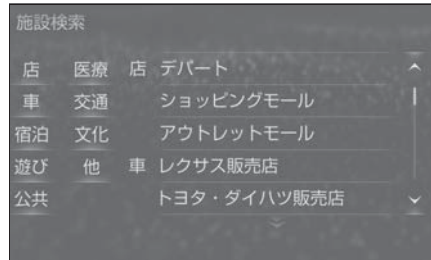 施設検索
店 医療 店 デパート
車 交通 ショッピングモール
宿泊 文化 アウトレットモール
遊び 他 車 レクサス販売店
公共 トヨタ・ダイハツ販売店